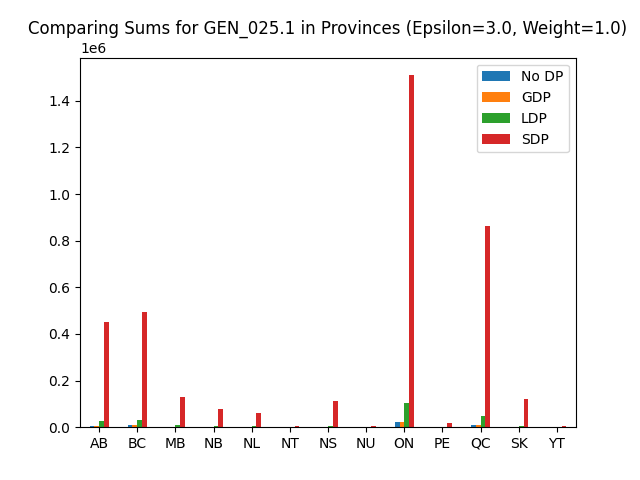 Comparing Sums for GEN_025.1 in Provinces (Epsilon=3.0, Weight=1.0)
1e6
No DP
GDP
LDP
SDP
1.4
1.2
1.0
0.8
0.6
0.4
0.2
0.0
AB BC MB NB NL NT NS NU ON PE QC SK YT